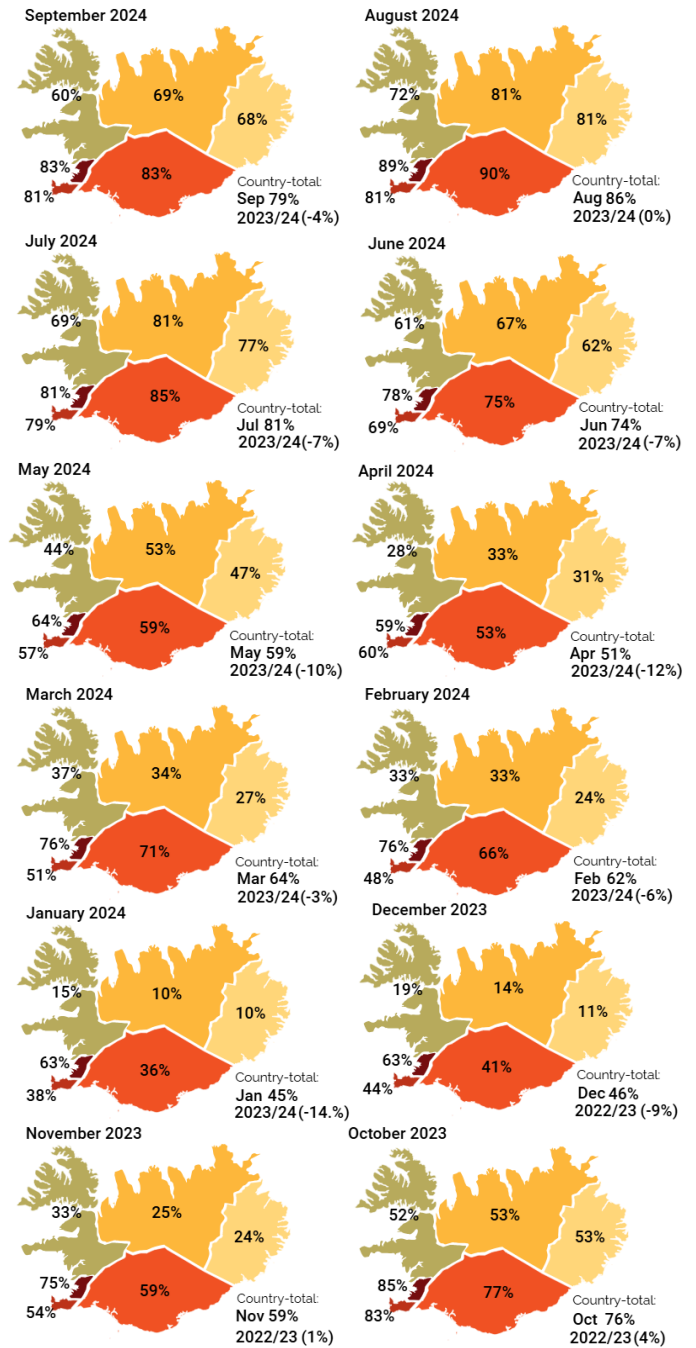 September 2024
60%
69%
68%
83%
83%
81%
Country-total:
Sep 79%
2023/24 (-4%)
August 2024
72%
81%
81%
89%
90%
81%
Country-total:
Aug 86%
2023/24 (0%)
July 2024
69%
81%
77%
81%
85%
79%
Country-total:
Jul 81%
2023/24 (-7%)
June 2024
61%
67%
62%
78%
75%
69%
Country-total:
Jun 74%
2023/24 (-7%)
May 2024
44%
53%
47%
64%
59%
57%
Country-total:
May 59%
2023/24 (-10%)
April 2024
28%
33%
31%
59%
53%
60%
Country-total:
Apr 51%
2023/24 (-12%)
March 2024
37%
34%
27%
76%
71%
51%
Country-total:
Mar 64%
2023/24 (-3%)
February 2024
33%
33%
24%
76%
66%
48%
Country-total:
Feb 62%
2023/24 (-6%)
January 2024
15%
10%
10%
63%
36%
38%
Country-total:
Jan 45%
2023/24 (-14.%)
December 2023
19%
14%
11%
63%
41%
44%
Country-total:
Dec 46%
2022/23 (-9%)
November 2023
33%
25%
24%
75%
59%
54%
Country-total:
Nov 59%
2022/23 (1%)
October 2023
52%
53%
53%
85%
77%
83%
Country-total:
Oct 76%
2022/23 (4%)